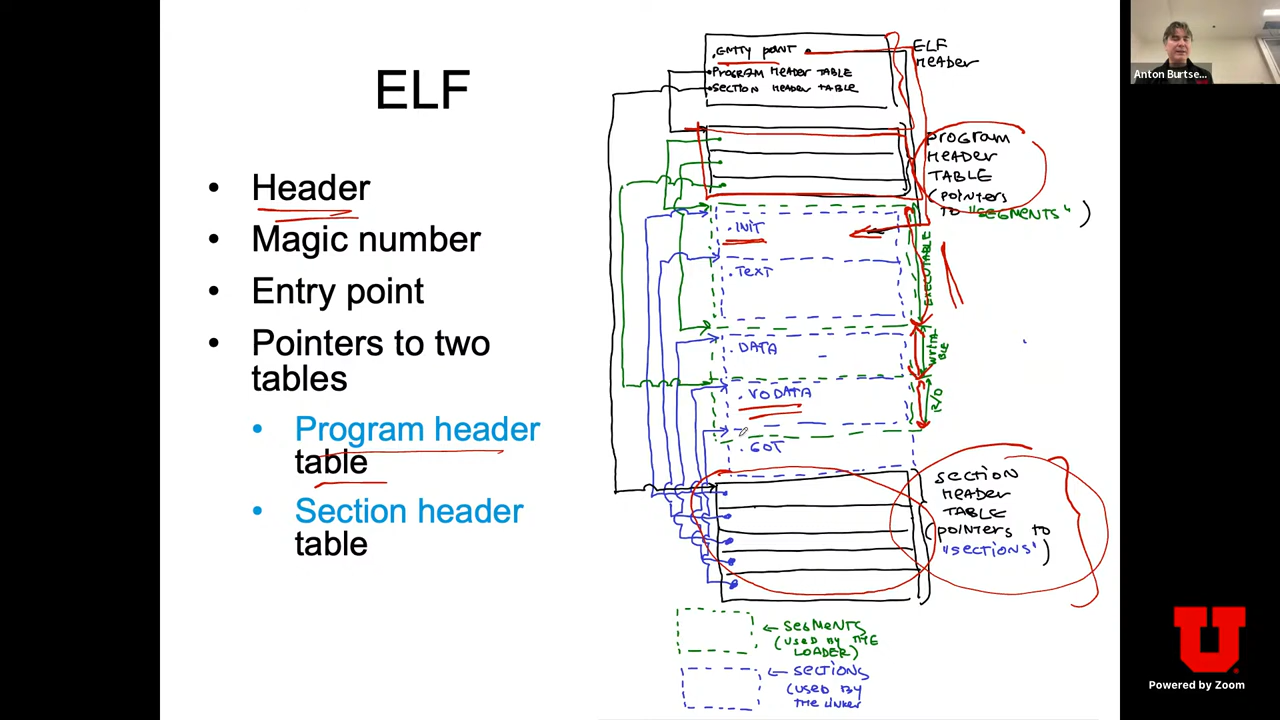 ELF
• Header
• Magic number
• Entry point
• Pointers to two
tables
• Program header
table
• Section header
table
.ENTRY POINT
PROGRAM HEADER TABLE
SECTION HEADER TABLE
ELF
HEADER
PROGRAM
HEADER
TABLE
(POINTERS
TO "SEGMENTS")
.INIT
.TEXT
EXECUTABLE
.DATA
WRITABLE
.RODATA
R/O
.GOT
SECTION
HEADER
TABLE
(POINTERS TO
"SECTIONS")
← SEGMENTS
(USED BY THE
LOADER)
← SECTIONS
(USED BY
THE LINKER
Anton Burtse...
U
Powered by Zoom